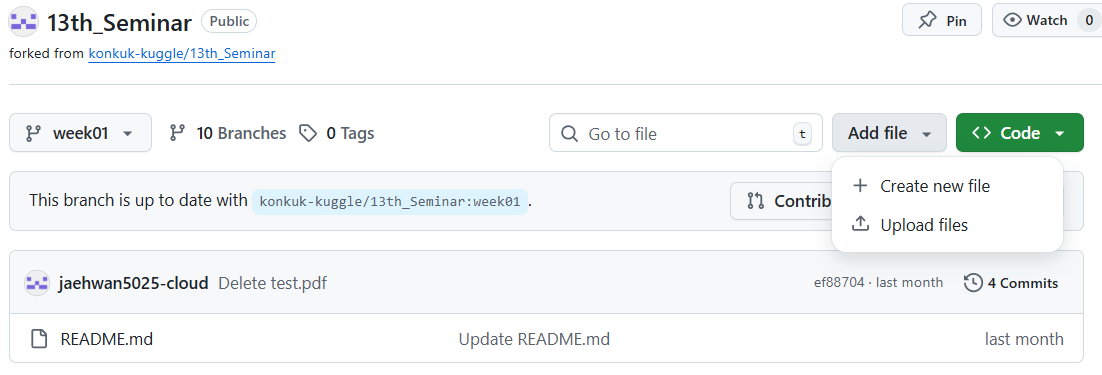 13th_Seminar Public Pin Watch 0
forked from konkuk-kuggle/13th_Seminar
week01 10 Branches 0 Tags Go to file t Add file Code
Create new file
This branch is up to date with konkuk-kuggle/13th_Seminar:week01. Contrib
Upload files
jaehwan5025-cloud Delete test.pdf ef88704 · last month 4 Commits
README.md Update README.md last month